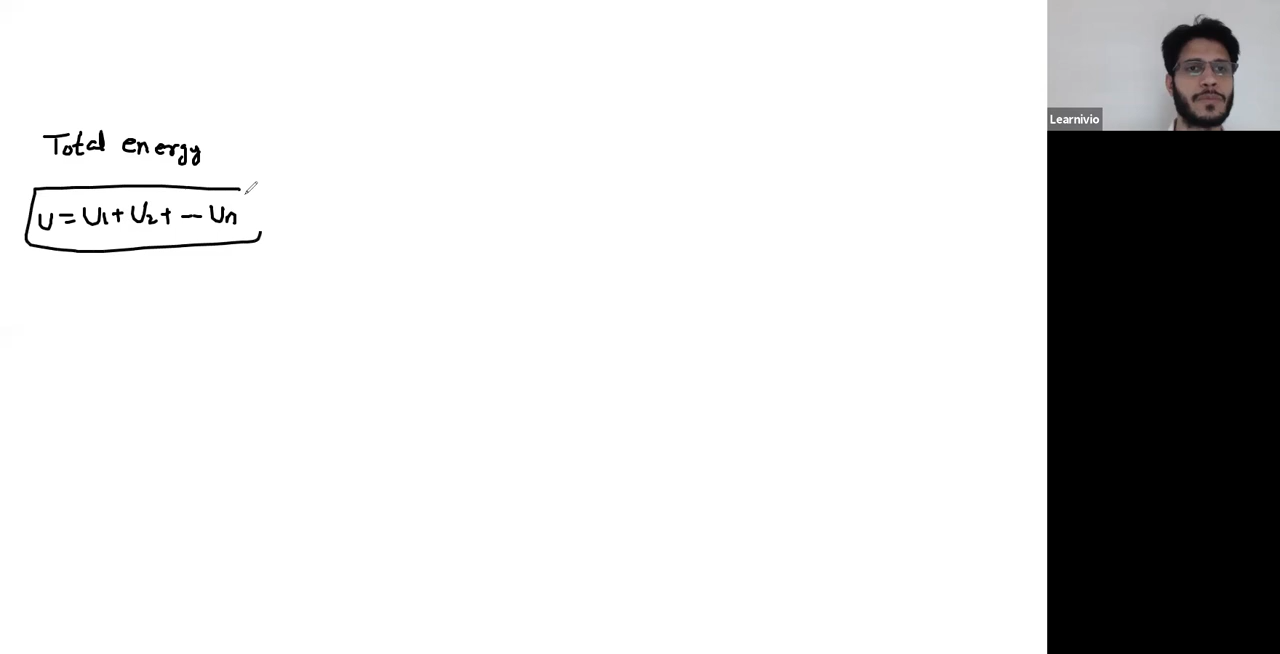 Total energy
U = U1 + U2 + -- Un
Learnivio